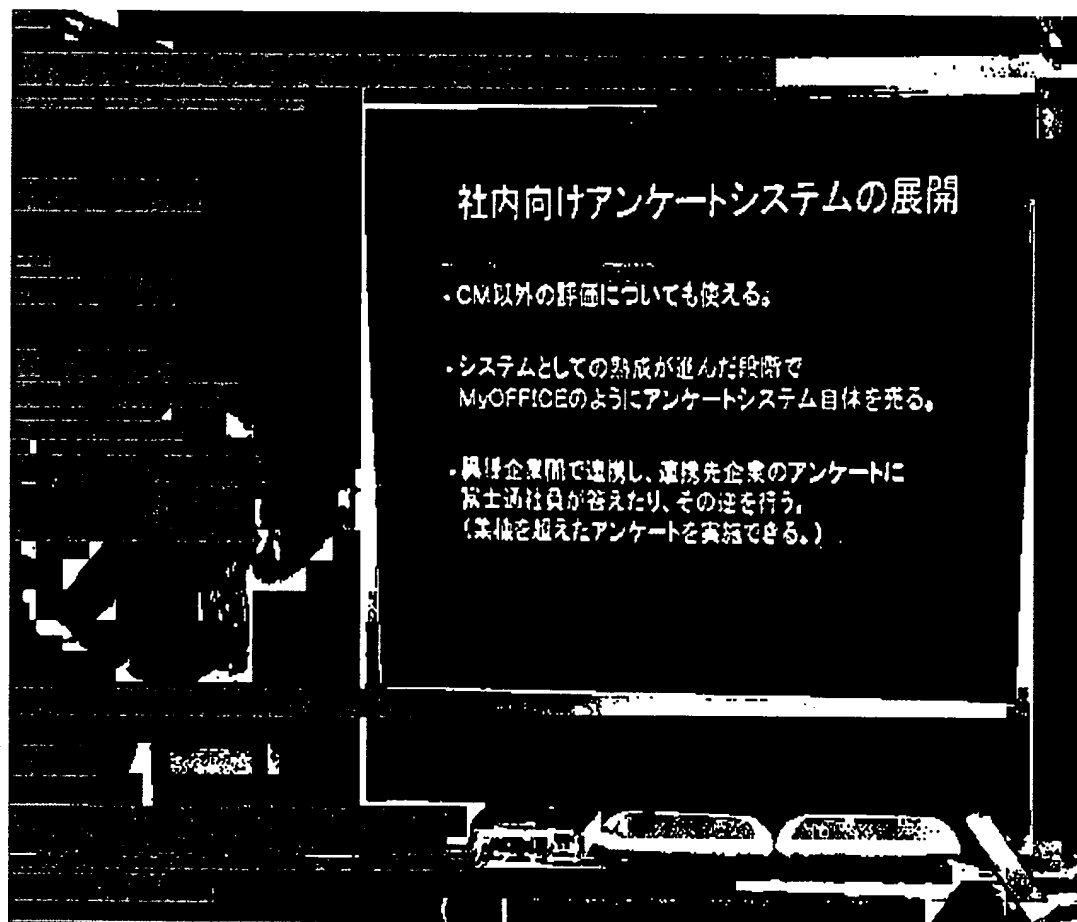 社内向けアンケートシステムの展開
・CM以外の評価についても使える。
・システムとしての熟成が進んだ段階で
MyOFFICEのようにアンケートシステム自体を売る。
・異種企業間で連携し、連携先企業のアンケートに
富士通社員が答えたり、その逆を行う。
(業種を超えたアンケートを実施できる。)